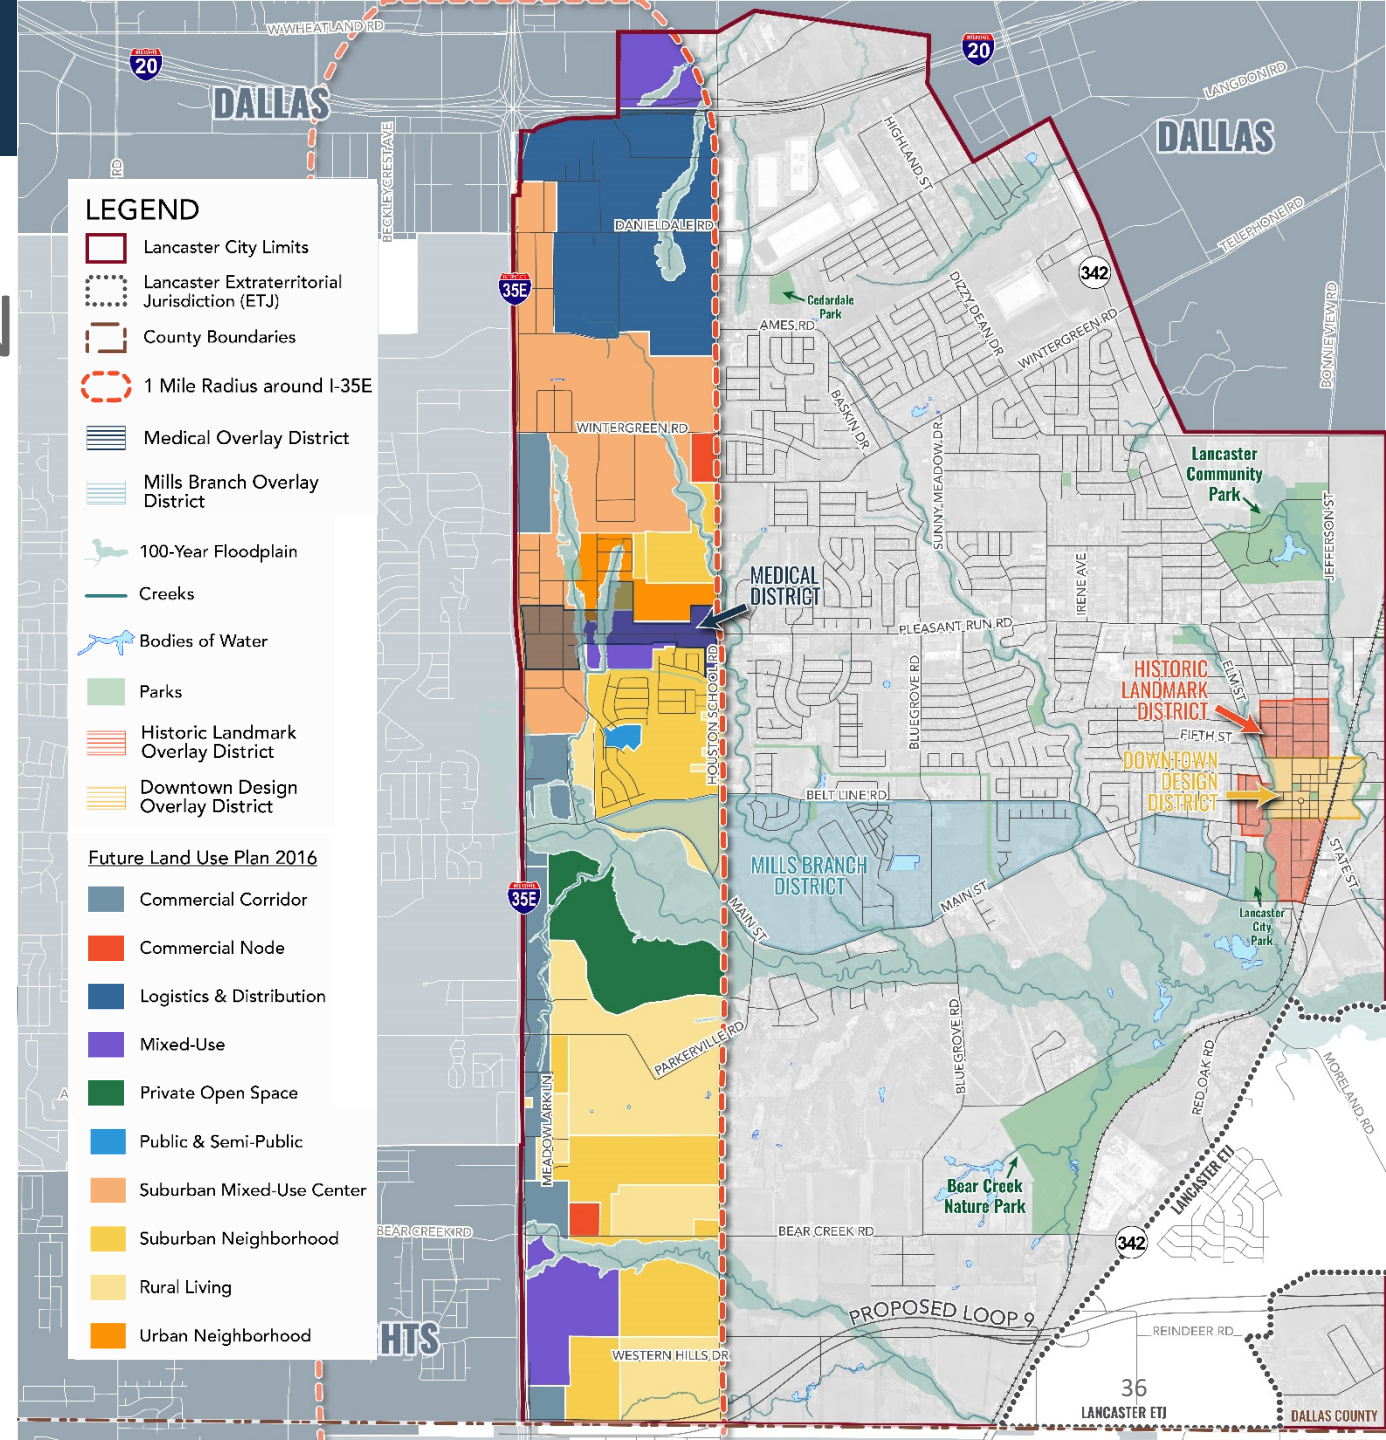 W WHEATLAND RD
20
DALLAS
20
LANGDON RD
DALLAS
BECKLEYCREST AVE
RD
HIGHLAND ST
TELEPHONE RD
LEGEND
Lancaster City Limits
Lancaster Extraterritorial
Jurisdiction (ETJ)
County Boundaries
1 Mile Radius around I-35E
Medical Overlay District
Mills Branch Overlay
District
100-Year Floodplain
Creeks
Bodies of Water
Parks
Historic Landmark
Overlay District
Downtown Design
Overlay District
Future Land Use Plan 2016
Commercial Corridor
Commercial Node
Logistics & Distribution
Mixed-Use
Private Open Space
Public & Semi-Public
Suburban Mixed-Use Center
Suburban Neighborhood
Rural Living
Urban Neighborhood
DANIELDALE RD
35E
342
Cedardale
Park
DIZZY DEAN DR
AMES RD
WINTERGREEN RD
BONNIE VIEW RD
BASKIN DR
WINTERGREEN RD
SUNNY MEADOW DR
Lancaster
Community
Park
JEFFERSON ST
IRENE AVE
MEDICAL
DISTRICT
PLEASANT RUN RD
HOUSTON SCHOOL RD
BLUEGROVE RD
ELM ST
HISTORIC
LANDMARK
DISTRICT
FIFTH ST
DOWNTOWN
DESIGN
DISTRICT
BELT LINE RD
MILLS BRANCH
DISTRICT
STATE ST
35E
MAIN ST
MAIN ST
Lancaster
City
Park
PARKERVILLE RD
BLUEGROVE RD
RED OAK RD
MORELAND RD
MEADOWLARK LN
A
LANCASTER ETJ
Bear Creek
Nature Park
BEAR CREEK RD
BEAR CREEK RD
342
PROPOSED LOOP 9
REINDEER RD
HTS
WESTERN HILLS DR
36
LANCASTER ETJ
DALLAS COUNTY